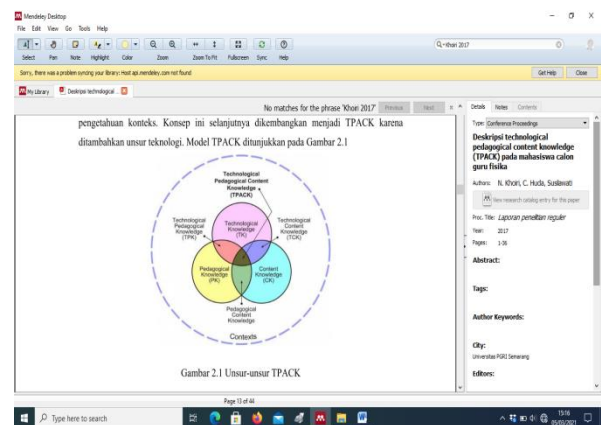 Mendeley Desktop
File Edit View Go Tools Help
Select Pan Note Highlight Color Zoom Zoom To Fit Fullscreen Sync Help
Sorry, there was a problem syncing your library: Host api.mendeley.com not found
Get Help Close
My Library Deskripsi technological ...
No matches for the phrase 'Khori 2017' Previous Next
pengetahuan konteks. Konsep ini selanjutnya dikembangkan menjadi TPACK karena
ditambahkan unsur teknologi. Model TPACK ditunjukkan pada Gambar 2.1
Technological
Pedagogical Content
Knowledge
(TPACK)
Technological
Pedagogical
Knowledge
(TPK)
Technological
Knowledge
(TK)
Technological
Content
Knowledge
(TCK)
Pedagogical
Knowledge
(PK)
Content
Knowledge
(CK)
Pedagogical
Content
Knowledge
Contexts
Gambar 2.1 Unsur-unsur TPACK
Page 13 of 44
Details Notes Contents
Type: Conference Proceedings
Deskripsi technological
pedagogical content knowledge
(TPACK) pada mahasiswa calon
guru fisika
Authors: N. Khoiri, C. Huda, Susilawati
New research catalog entry for this paper
Proc. Title: Laporan penelitian reguler
Year: 2017
Pages: 1-36
Abstract:
Tags:
Author Keywords:
City:
Universitas PGRI Semarang
Editors:
Type here to search
15:16
05/03/2021